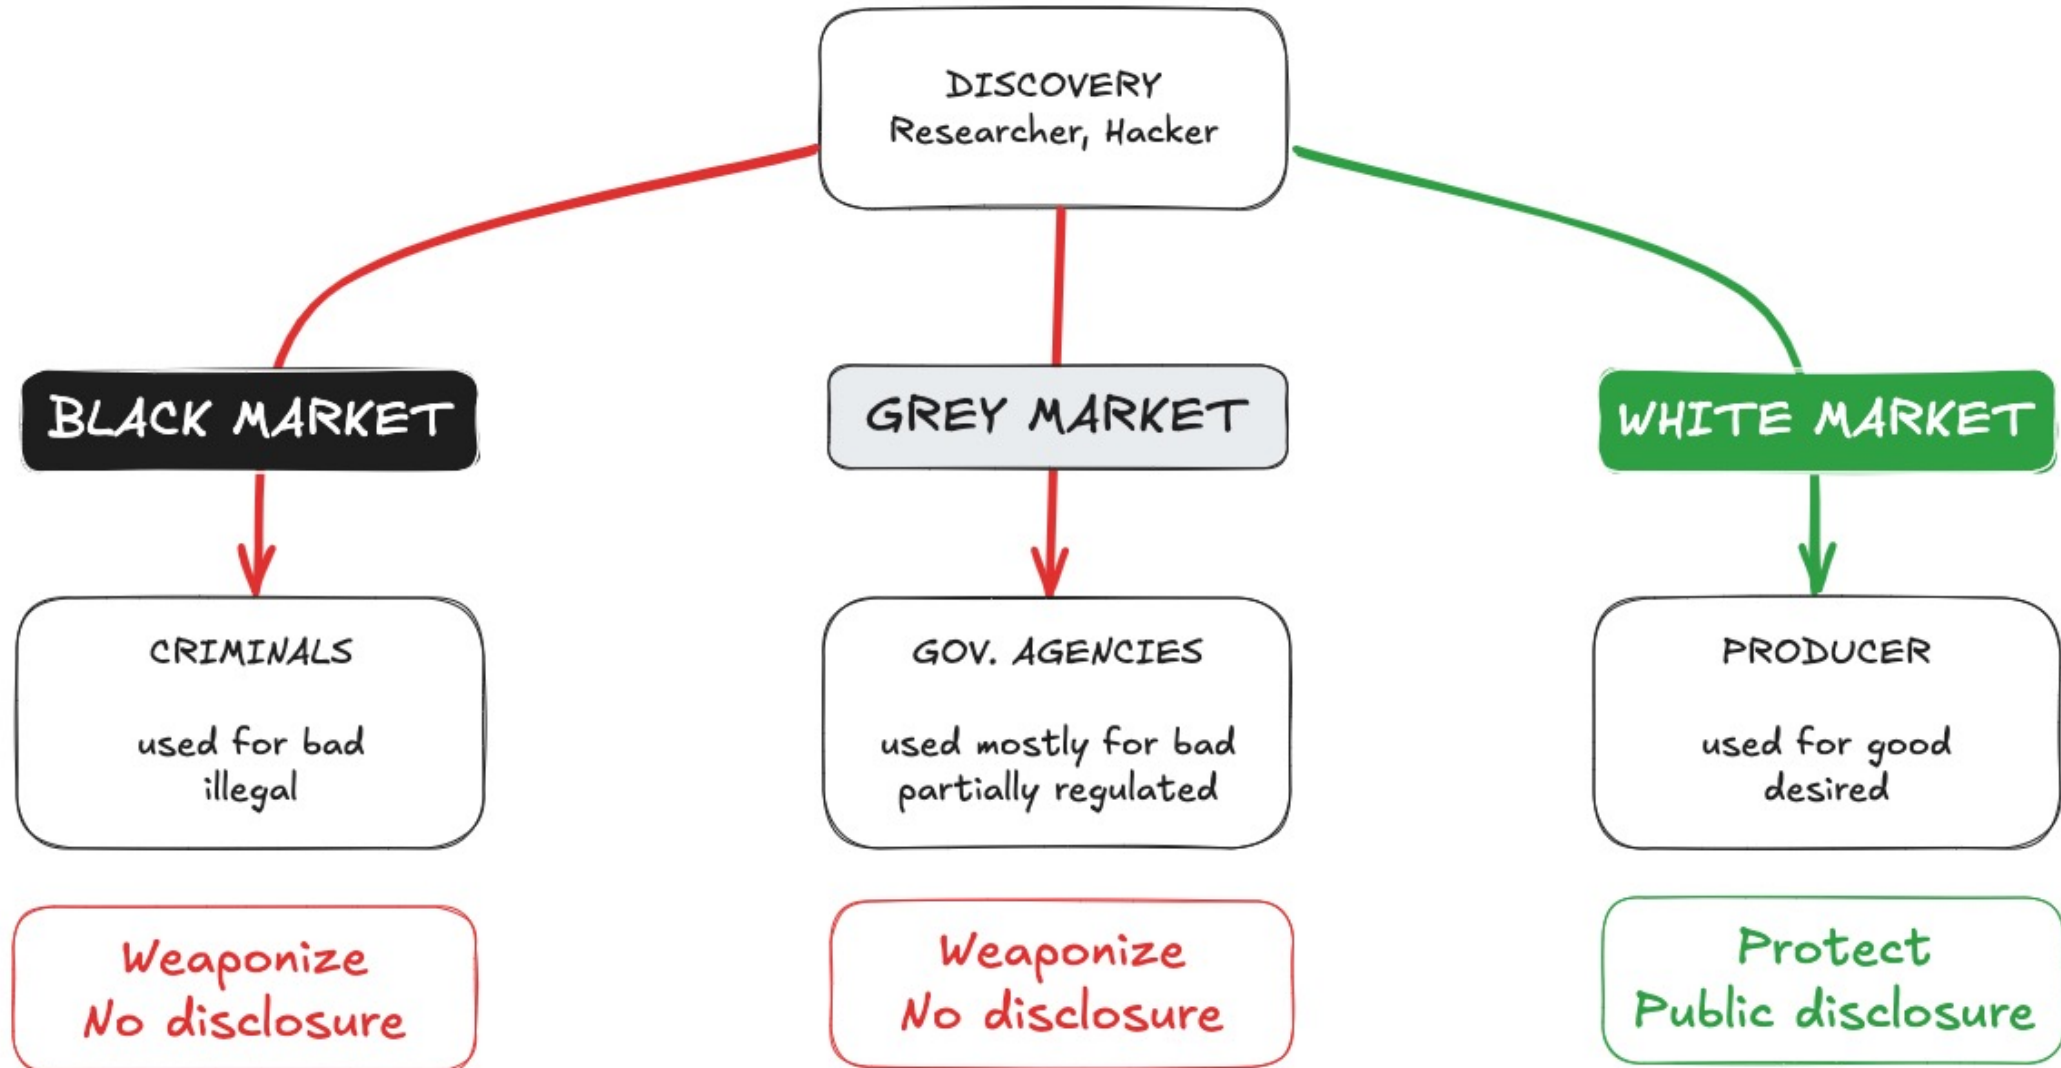 DISCOVERY
Researcher, Hacker
BLACK MARKET
GREY MARKET
WHITE MARKET
CRIMINALS
used for bad
illegal
GOV. AGENCIES
used mostly for bad
partially regulated
PRODUCER
used for good
desired
Weaponize
No disclosure
Weaponize
No disclosure
Protect
Public disclosure